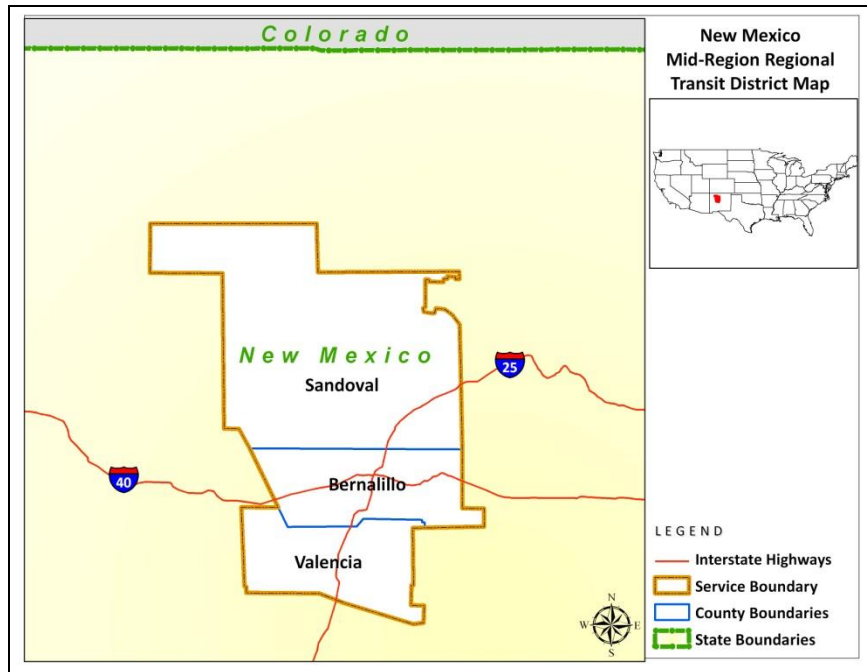 Colorado
New Mexico
Mid-Region Regional
Transit District Map
New Mexico
Sandoval
25
40
Bernalillo
Valencia
N
W E
S
LEGEND
Interstate Highways
Service Boundary
County Boundaries
State Boundaries